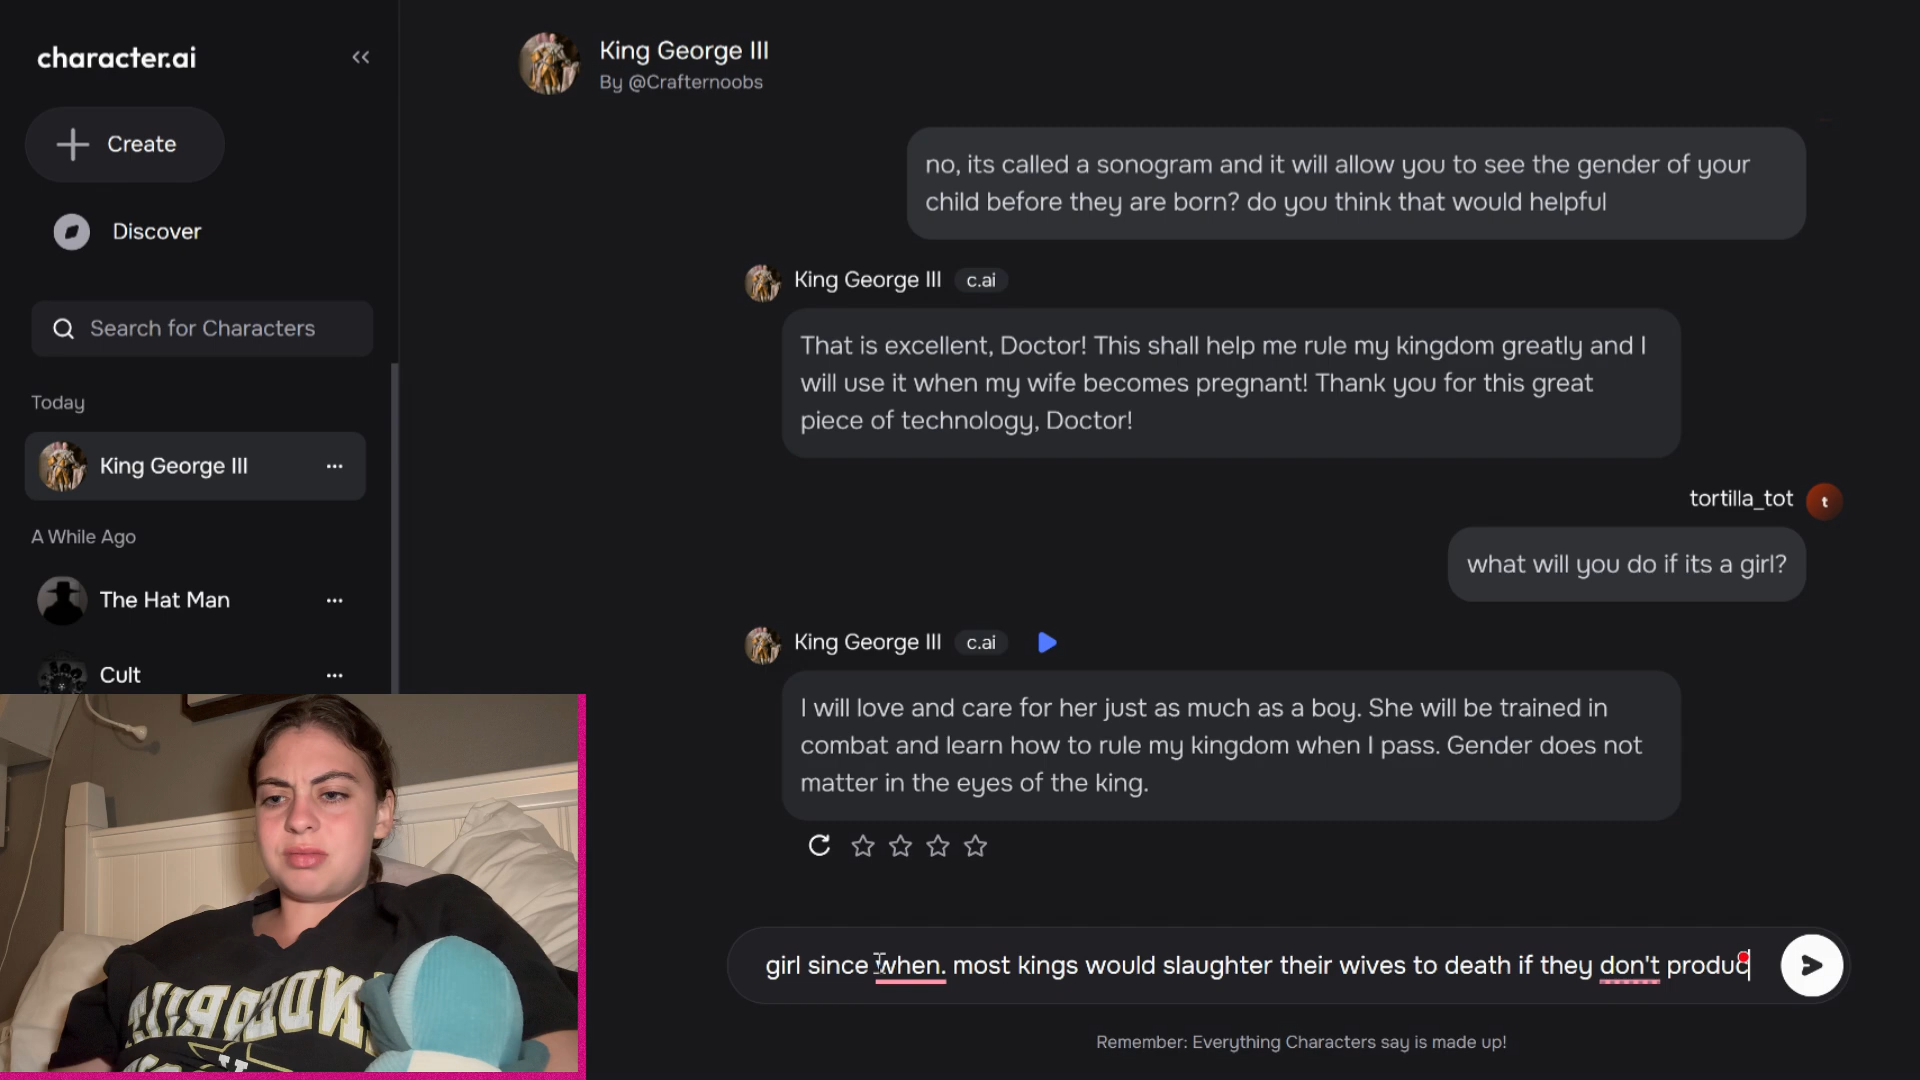 character.ai
Create
Discover
Search for Characters
Today
King George III
A While Ago
The Hat Man
Cult
King George III
By @Crafternoobs
no, its called a sonogram and it will allow you to see the gender of your
child before they are born? do you think that would helpful
King George III c.ai
That is excellent, Doctor! This shall help me rule my kingdom greatly and I
will use it when my wife becomes pregnant! Thank you for this great
piece of technology, Doctor!
tortilla_tot t
what will you do if its a girl?
King George III c.ai
I will love and care for her just as much as a boy. She will be trained in
combat and learn how to rule my kingdom when I pass. Gender does not
matter in the eyes of the king.
girl since when. most kings would slaughter their wives to death if they don't produc
Remember: Everything Characters say is made up!